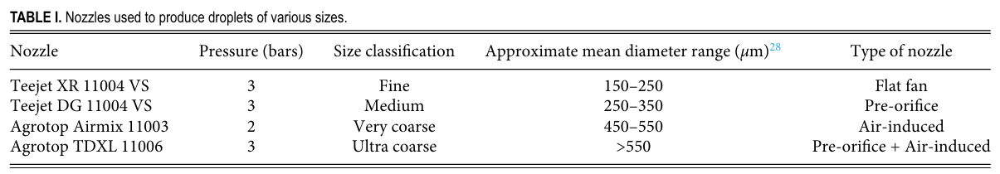 TABLE I. Nozzles used to produce droplets of various sizes.
Nozzle Pressure (bars) Size classification Approximate mean diameter range (μm)28 Type of nozzle
Teejet XR 11004 VS 3 Fine 150–250 Flat fan
Teejet DG 11004 VS 3 Medium 250–350 Pre-orifice
Agrotop Airmix 11003 2 Very coarse 450–550 Air-induced
Agrotop TDXL 11006 3 Ultra coarse >550 Pre-orifice + Air-induced